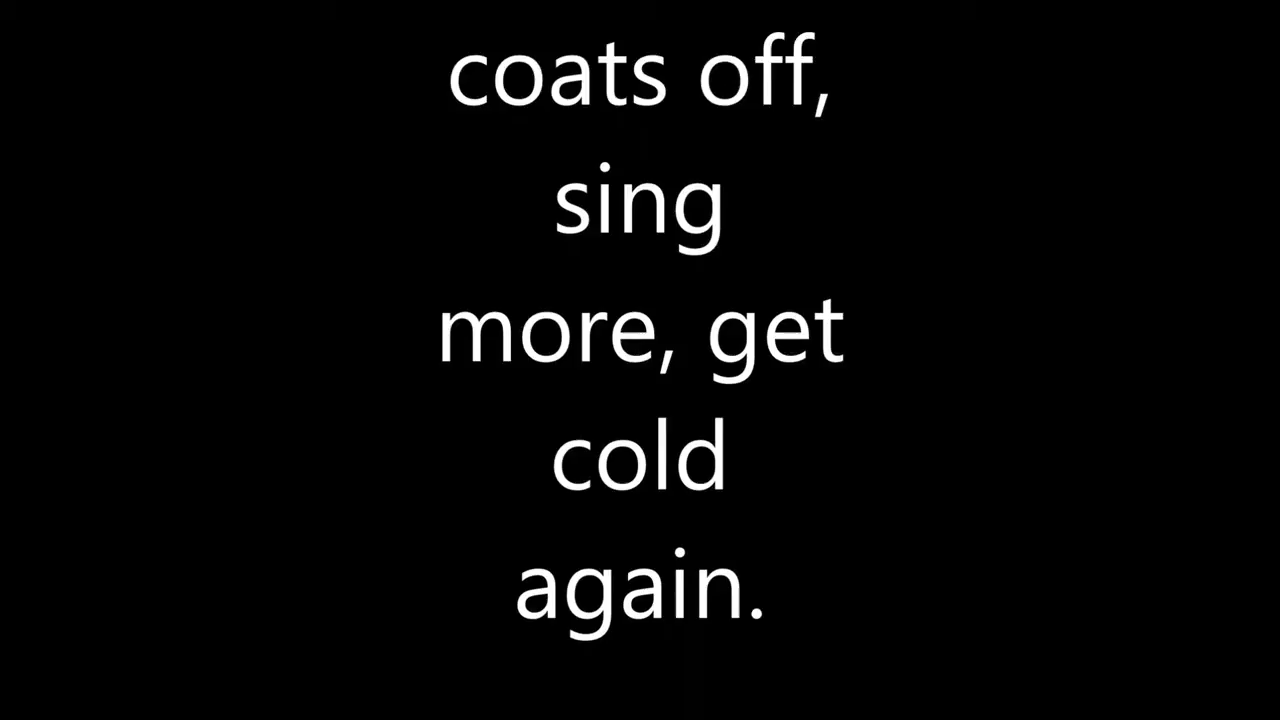 coats off,
sing
more, get
cold
again.